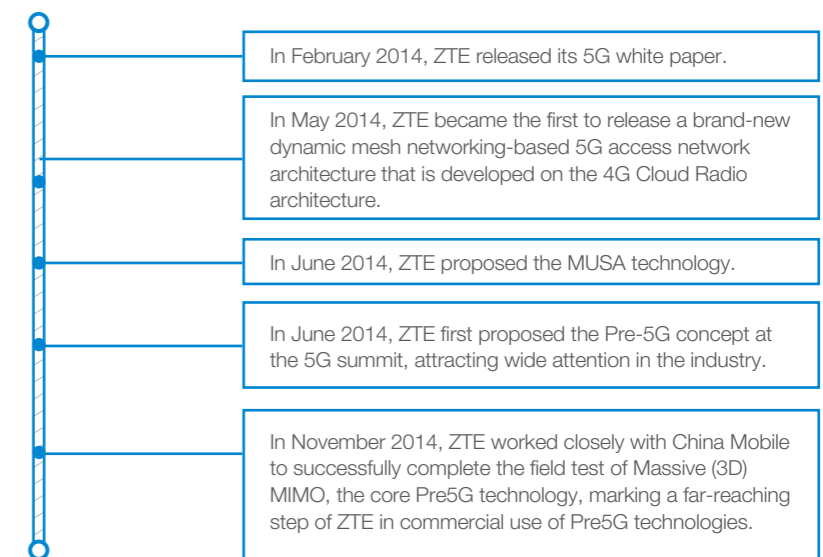 In February 2014, ZTE released its 5G white paper.
In May 2014, ZTE became the first to release a brand-new
dynamic mesh networking-based 5G access network
architecture that is developed on the 4G Cloud Radio
architecture.
In June 2014, ZTE proposed the MUSA technology.
In June 2014, ZTE first proposed the Pre-5G concept at
the 5G summit, attracting wide attention in the industry.
In November 2014, ZTE worked closely with China Mobile
to successfully complete the field test of Massive (3D)
MIMO, the core Pre5G technology, marking a far-reaching
step of ZTE in commercial use of Pre5G technologies.